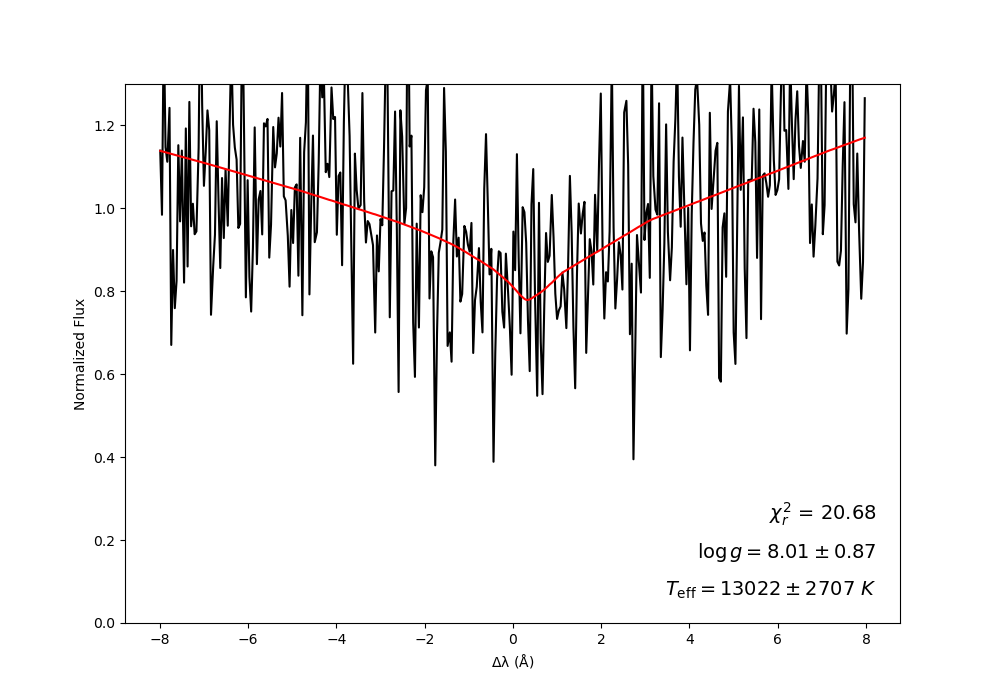 1.2
1.0
0.8
0.6
0.4
0.2
0.0
Normalized Flux
χ²ᵣ = 20.68
log g = 8.01 ± 0.87
T_eff = 13022 ± 2707 K
−8 −6 −4 −2 0 2 4 6 8
Δλ (Å)